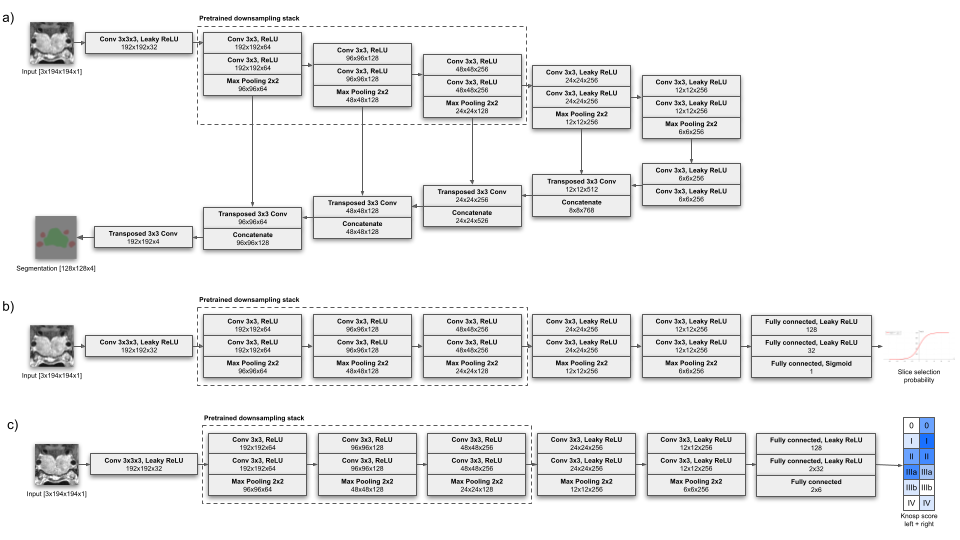 a)
Pretrained downsampling stack
Input [3x194x194x1]
Conv 3x3x3, Leaky ReLU
192x192x32
Conv 3x3, ReLU
192x192x64
Conv 3x3, ReLU
192x192x64
Max Pooling 2x2
96x96x64
Conv 3x3, ReLU
96x96x128
Conv 3x3, ReLU
96x96x128
Max Pooling 2x2
48x48x128
Conv 3x3, ReLU
48x48x256
Conv 3x3, ReLU
48x48x256
Max Pooling 2x2
24x24x128
Conv 3x3, Leaky ReLU
24x24x256
Conv 3x3, Leaky ReLU
24x24x256
Max Pooling 2x2
12x12x256
Conv 3x3, Leaky ReLU
12x12x256
Conv 3x3, Leaky ReLU
12x12x256
Max Pooling 2x2
6x6x256
Conv 3x3, Leaky ReLU
6x6x256
Conv 3x3, Leaky ReLU
6x6x256
Transposed 3x3 Conv
12x12x512
Concatenate
8x8x768
Transposed 3x3 Conv
24x24x256
Concatenate
24x24x526
Transposed 3x3 Conv
48x48x128
Concatenate
48x48x128
Transposed 3x3 Conv
96x96x64
Concatenate
96x96x128
Transposed 3x3 Conv
192x192x4
Segmentation [128x128x4]
b)
Pretrained downsampling stack
Input [3x194x194x1]
Conv 3x3x3, Leaky ReLU
192x192x32
Conv 3x3, ReLU
192x192x64
Conv 3x3, ReLU
192x192x64
Max Pooling 2x2
96x96x64
Conv 3x3, ReLU
96x96x128
Conv 3x3, ReLU
96x96x128
Max Pooling 2x2
48x48x128
Conv 3x3, ReLU
48x48x256
Conv 3x3, ReLU
48x48x256
Max Pooling 2x2
24x24x128
Conv 3x3, Leaky ReLU
24x24x256
Conv 3x3, Leaky ReLU
24x24x256
Max Pooling 2x2
12x12x256
Conv 3x3, Leaky ReLU
12x12x256
Conv 3x3, Leaky ReLU
12x12x256
Max Pooling 2x2
6x6x256
Fully connected, Leaky ReLU
128
Fully connected, Leaky ReLU
32
Fully connected, Sigmoid
1
Slice selection
probability
c)
Pretrained downsampling stack
Input [3x194x194x1]
Conv 3x3x3, Leaky ReLU
192x192x32
Conv 3x3, ReLU
192x192x64
Conv 3x3, ReLU
192x192x64
Max Pooling 2x2
96x96x64
Conv 3x3, ReLU
96x96x128
Conv 3x3, ReLU
96x96x128
Max Pooling 2x2
48x48x128
Conv 3x3, ReLU
48x48x256
Conv 3x3, ReLU
48x48x256
Max Pooling 2x2
24x24x128
Conv 3x3, Leaky ReLU
24x24x256
Conv 3x3, Leaky ReLU
24x24x256
Max Pooling 2x2
12x12x256
Conv 3x3, Leaky ReLU
12x12x256
Conv 3x3, Leaky ReLU
12x12x256
Max Pooling 2x2
6x6x256
Fully connected, Leaky ReLU
128
Fully connected, Leaky ReLU
2x32
Fully connected
2x6
0 0
I I
II II
IIIa IIIa
IIIb IIIb
IV IV
Knosp score
left + right